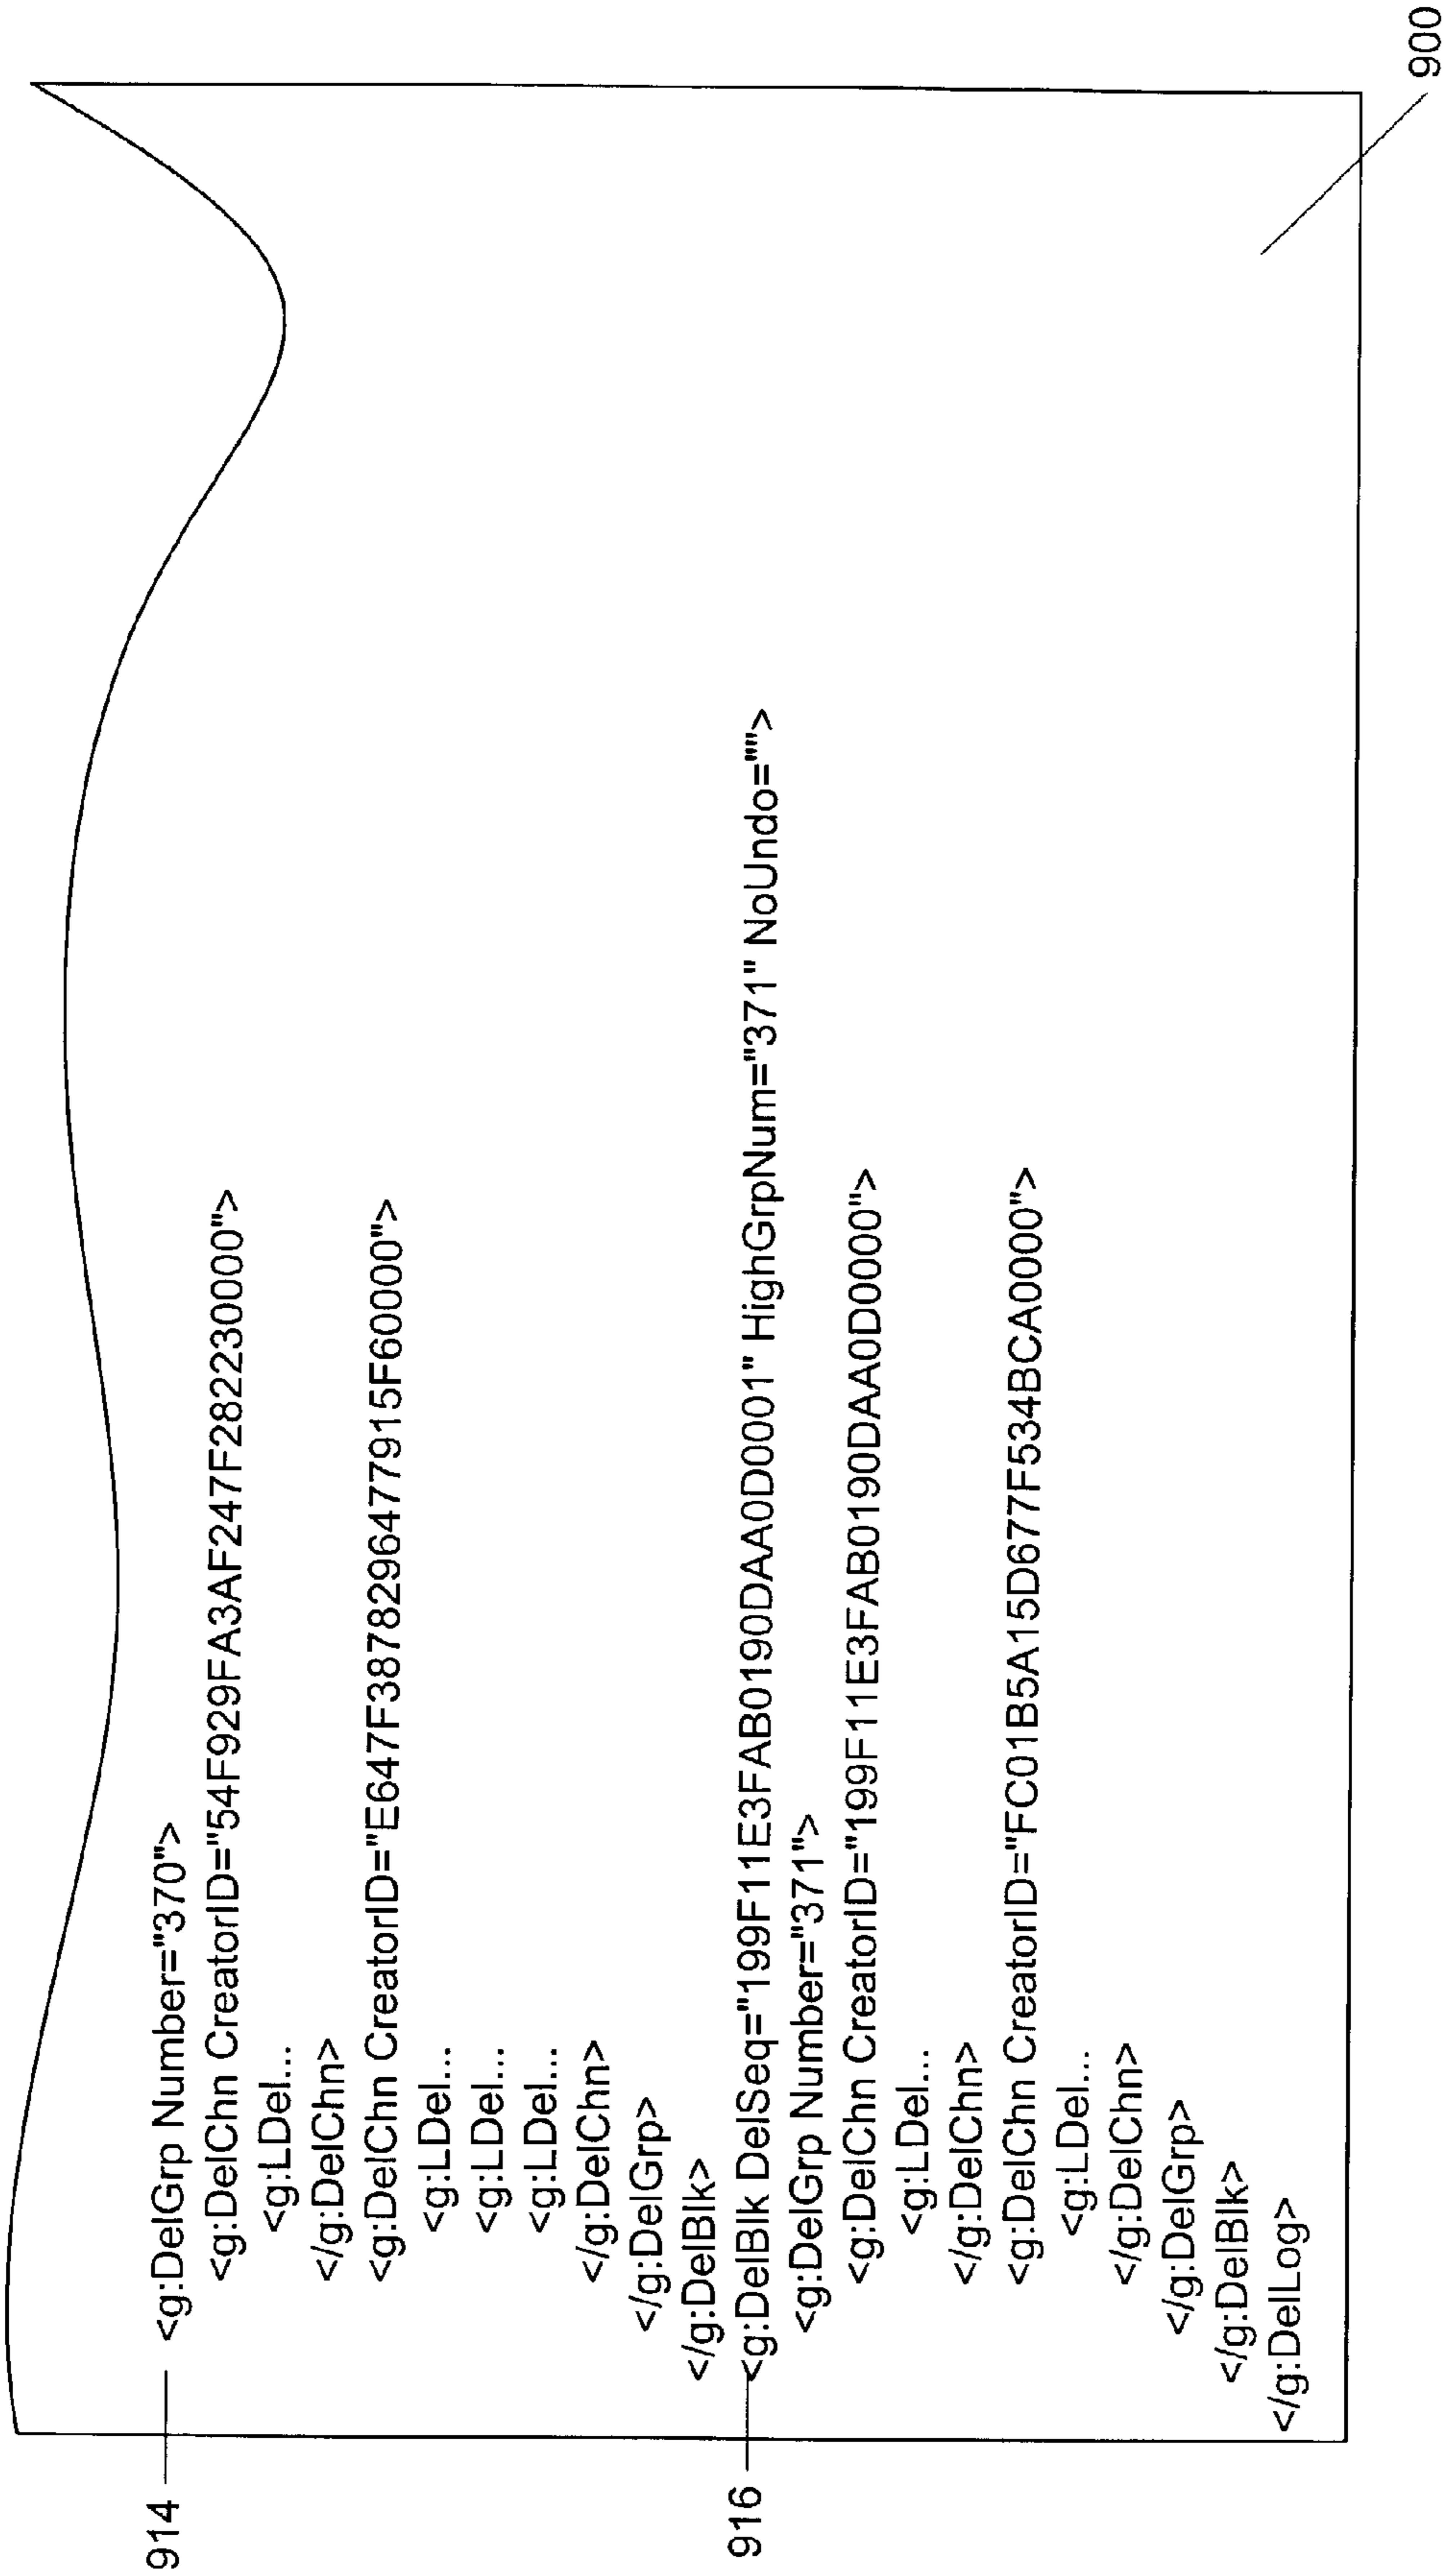 914
<g:DelGrp Number="370">
<g:DelChn CreatorID="54F929FA3AF247F282230000">
<g:LDel...
</g:DelChn>
<g:DelChn CreatorID="E647F38782964779​15F60000">
<g:LDel...
<g:LDel...
<g:LDel...
</g:DelChn>
</g:DelGrp>
</g:DelBlk>
916
<g:DelBlk DelSeq="199F11E3FAB0190DAA0D0001" HighGrpNum="371" NoUndo="">
<g:DelGrp Number="371">
<g:DelChn CreatorID="199F11E3FAB0190DAA0D0000">
<g:LDel...
</g:DelChn>
<g:DelChn CreatorID="FC01B5A15D677F534BCA0000">
<g:LDel...
</g:DelChn>
</g:DelGrp>
</g:DelBlk>
</g:DelLog>
900